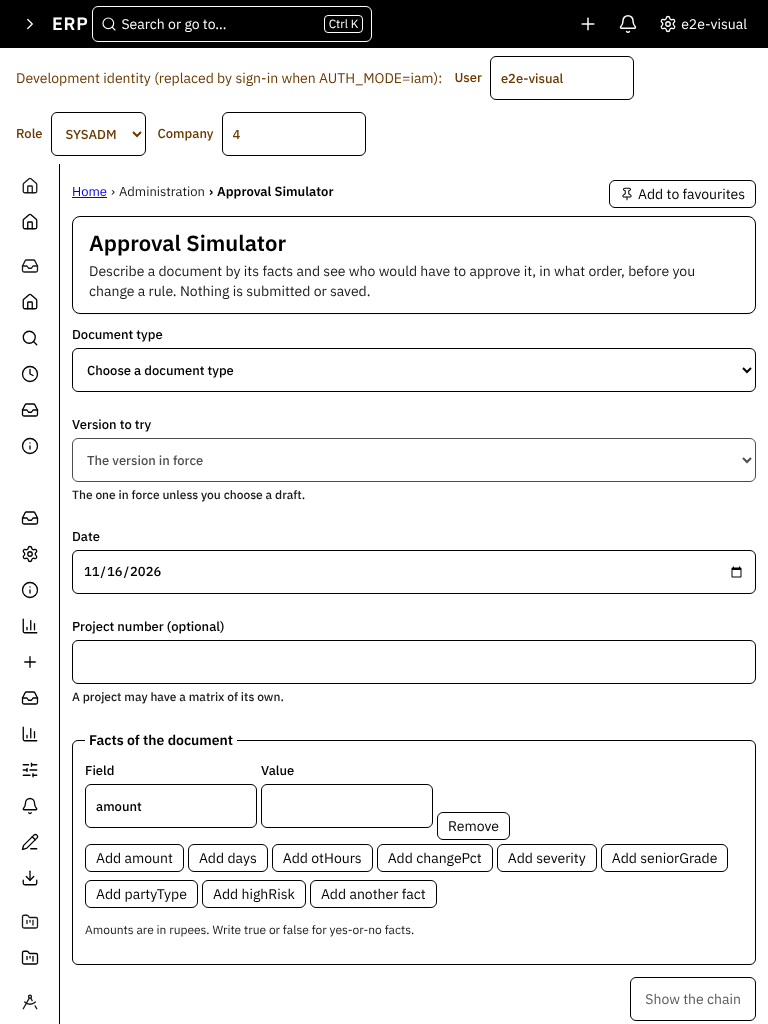 ERP Search or go to... Ctrl K e2e-visual
Development identity (replaced by sign-in when AUTH_MODE=iam): User e2e-visual
Role SYSADM Company 4
Home › Administration › Approval Simulator Add to favourites
Approval Simulator
Describe a document by its facts and see who would have to approve it, in what order, before you
change a rule. Nothing is submitted or saved.
Document type
Choose a document type
Version to try
The version in force
The one in force unless you choose a draft.
Date
11/16/2026
Project number (optional)
A project may have a matrix of its own.
Facts of the document
Field Value
amount
Remove
Add amount Add days Add otHours Add changePct Add severity Add seniorGrade
Add partyType Add highRisk Add another fact
Amounts are in rupees. Write true or false for yes-or-no facts.
Show the chain